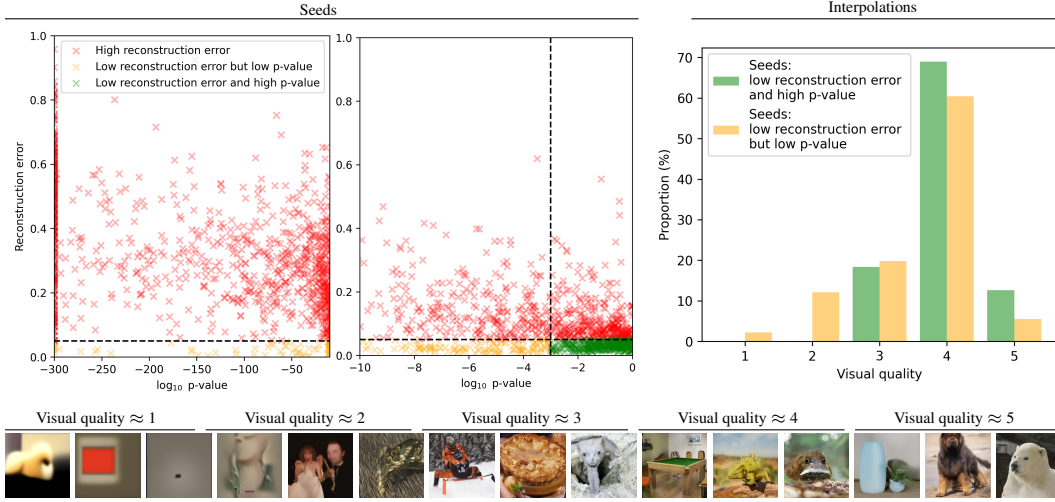 Seeds
Interpolations
High reconstruction error
Low reconstruction error but low p-value
Low reconstruction error and high p-value
Reconstruction error
1.0
0.8
0.6
0.4
0.2
0.0
−300 −250 −200 −150 −100 −50
log10 p-value
1.0
0.8
0.6
0.4
0.2
0.0
−10 −8 −6 −4 −2 0
log10 p-value
Seeds:
low reconstruction error
and high p-value
Seeds:
low reconstruction error
but low p-value
Proportion (%)
70
60
50
40
30
20
10
0
1 2 3 4 5
Visual quality
Visual quality ≈ 1
Visual quality ≈ 2
Visual quality ≈ 3
Visual quality ≈ 4
Visual quality ≈ 5